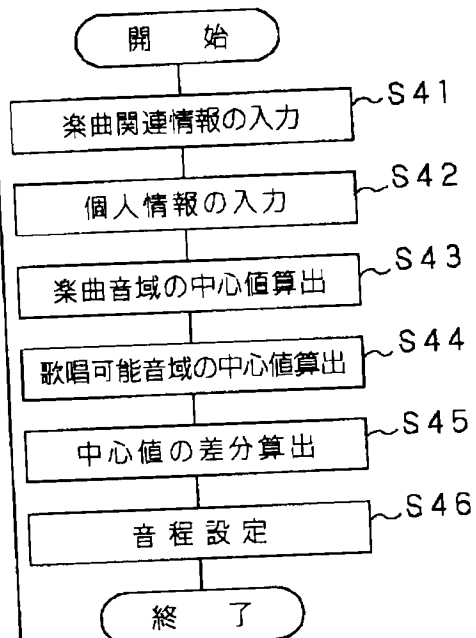 開 始
楽曲関連情報の入力 S41
個人情報の入力 S42
楽曲音域の中心値算出 S43
歌唱可能音域の中心値算出 S44
中心値の差分算出 S45
音程設定 S46
終 了